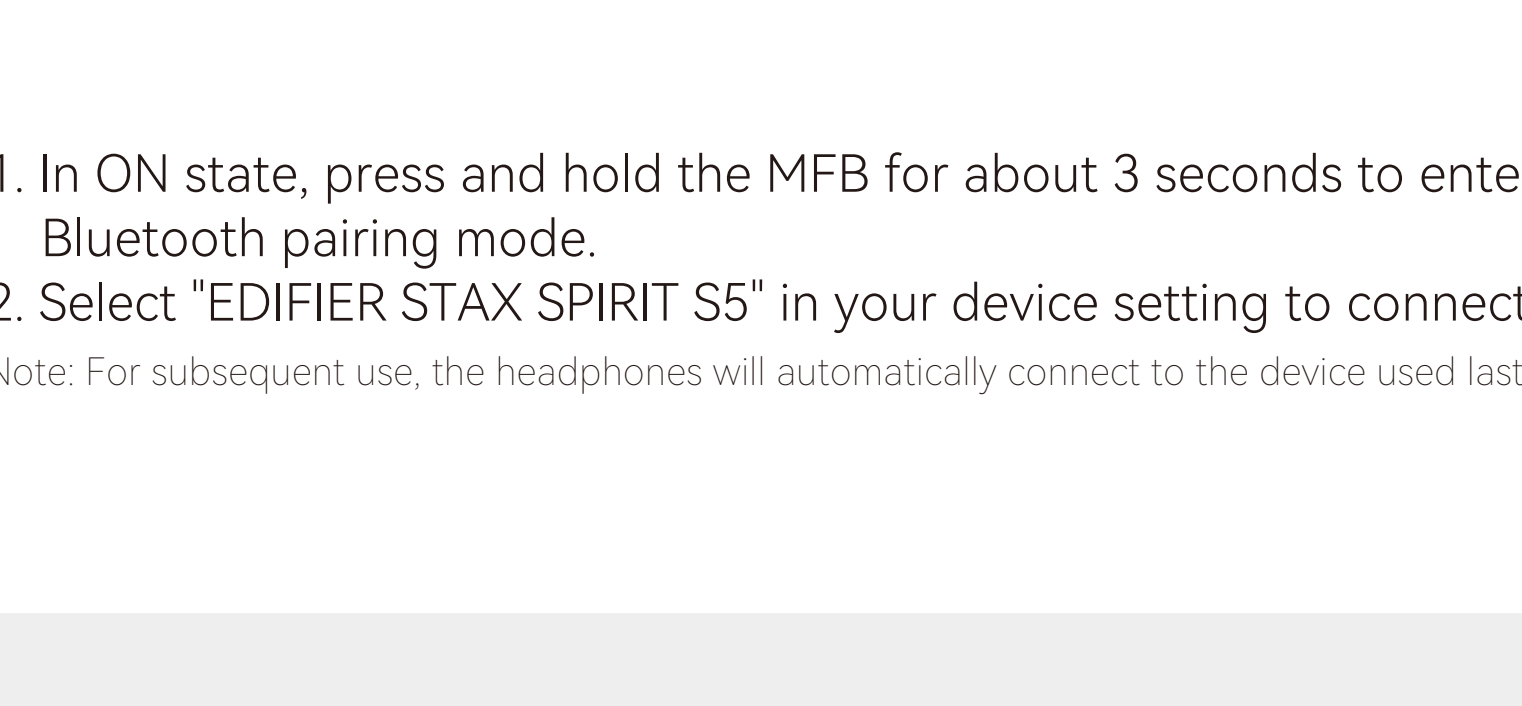 1. In ON state, press and hold the MFB for about 3 seconds to ente
Bluetooth pairing mode.
2. Select "EDIFIER STAX SPIRIT S5" in your device setting to connect
Note: For subsequent use, the headphones will automatically connect to the device used last